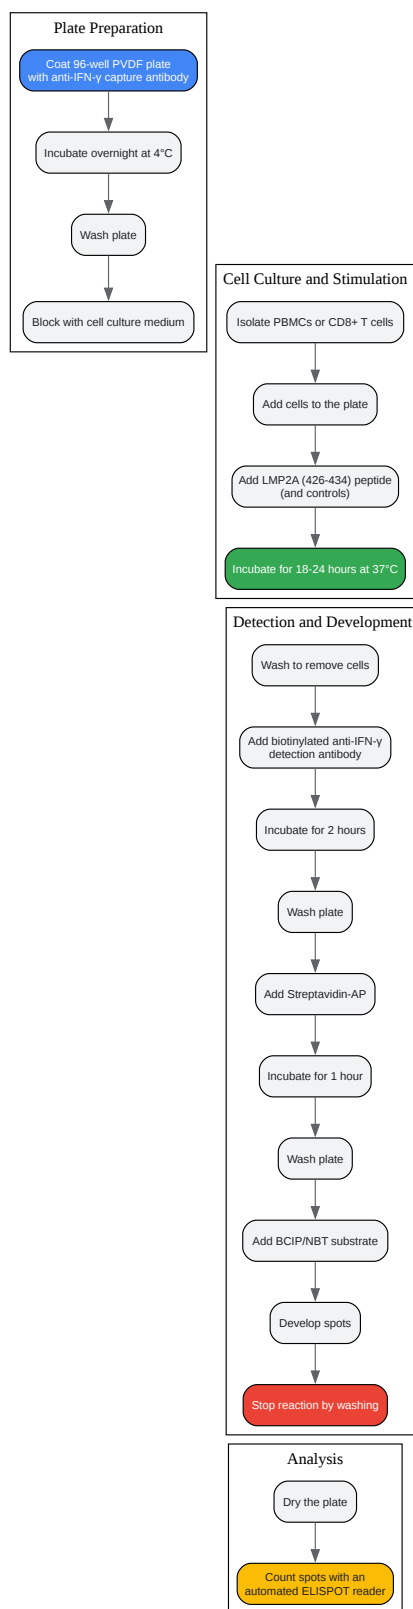 Plate Preparation
Coat 96-well PVDF plate
with anti-IFN-γ capture antibody
Incubate overnight at 4°C
Wash plate
Block with cell culture medium
Cell Culture and Stimulation
Isolate PBMCs or CD8+ T cells
Add cells to the plate
Add LMP2A (426-434) peptide
(and controls)
Incubate for 18-24 hours at 37°C
Detection and Development
Wash to remove cells
Add biotinylated anti-IFN-γ
detection antibody
Incubate for 2 hours
Wash plate
Add Streptavidin-AP
Incubate for 1 hour
Wash plate
Add BCIP/NBT substrate
Develop spots
Stop reaction by washing
Analysis
Dry the plate
Count spots with an
automated ELISPOT reader